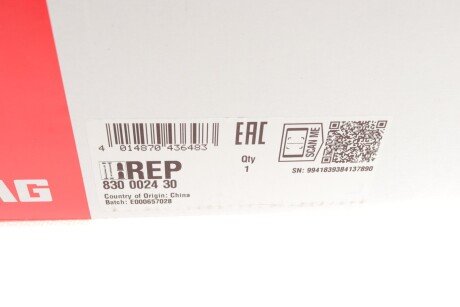 4 014870 436483
EAC
Qty
1
SCAN ME
REP
830 0024 30
SN: 9941839384137890
Country of Origin: China
Batch: E000657028
AG